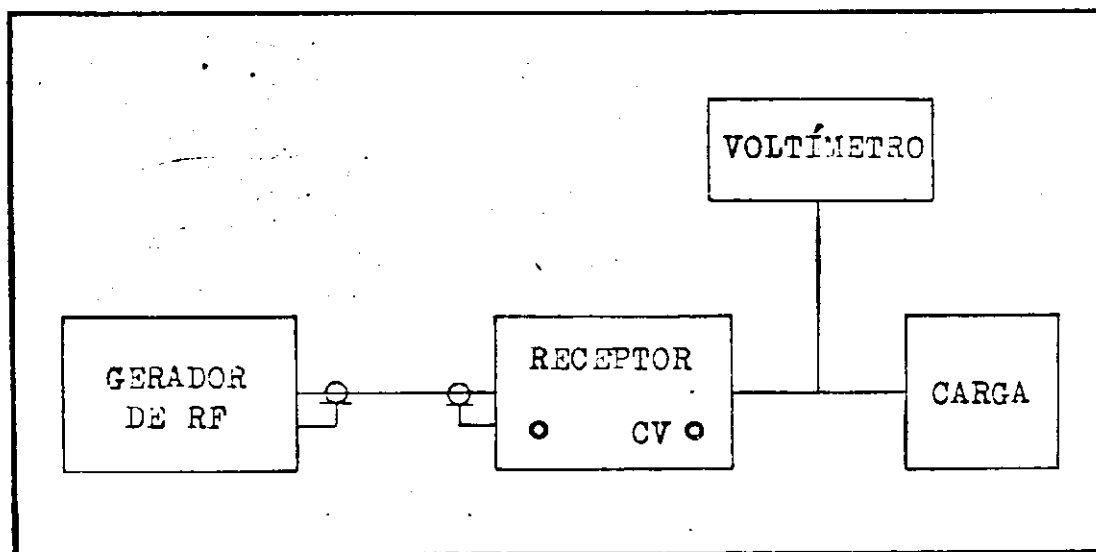 VOLTÍMETRO
GERADOR
DE RF
RECEPTOR
CV
CARGA